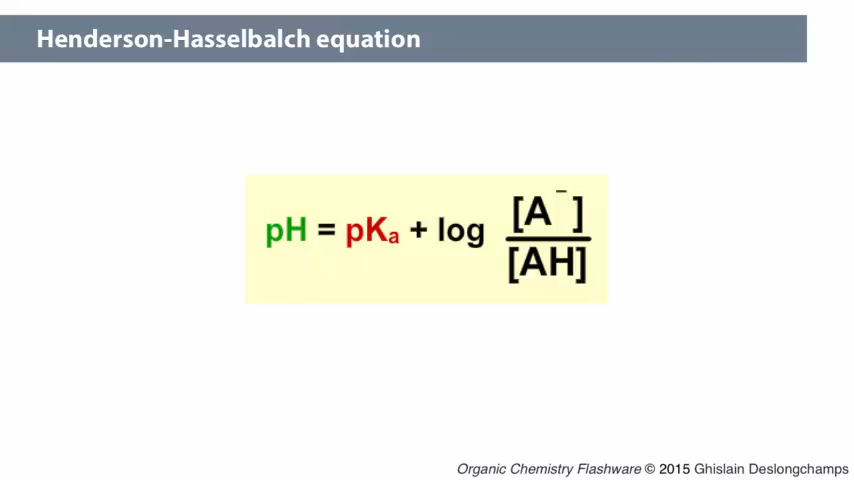 Henderson-Hasselbalch equation
pH = pKₐ + log [A⁻] / [AH]
Organic Chemistry Flashware © 2015 Ghislain Deslongchamps